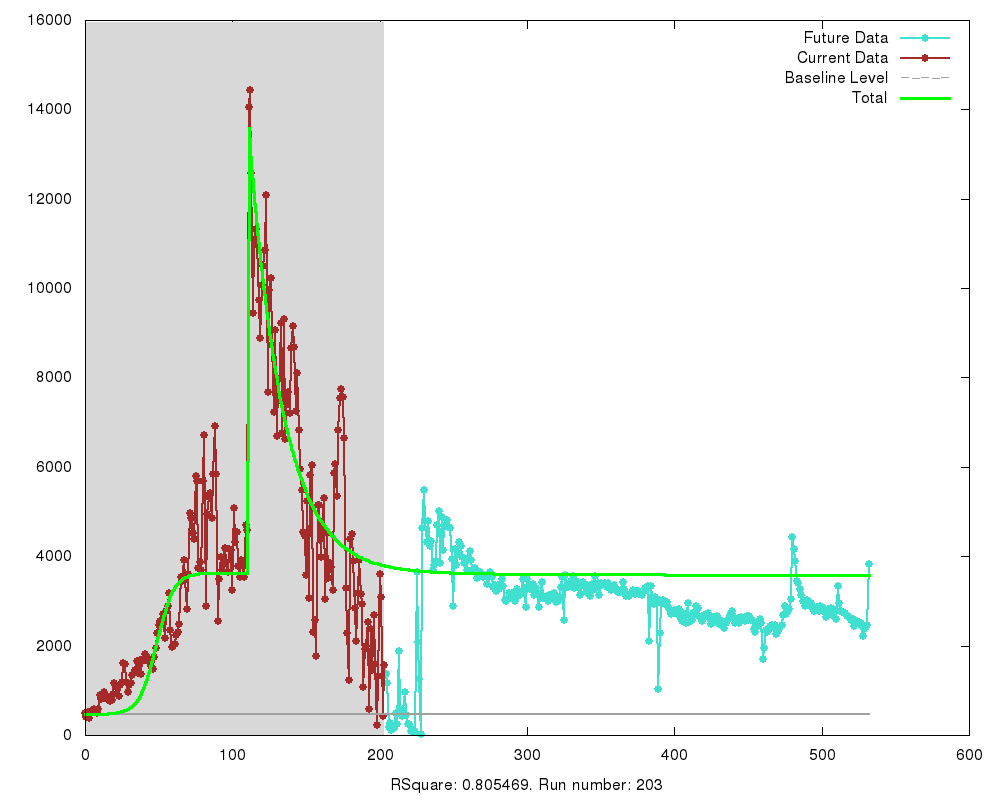 16000
14000
12000
10000
8000
6000
4000
2000
0
Future Data
Current Data
Baseline Level
Total
0 100 200 300 400 500 600
RSquare: 0.805469. Run number: 203